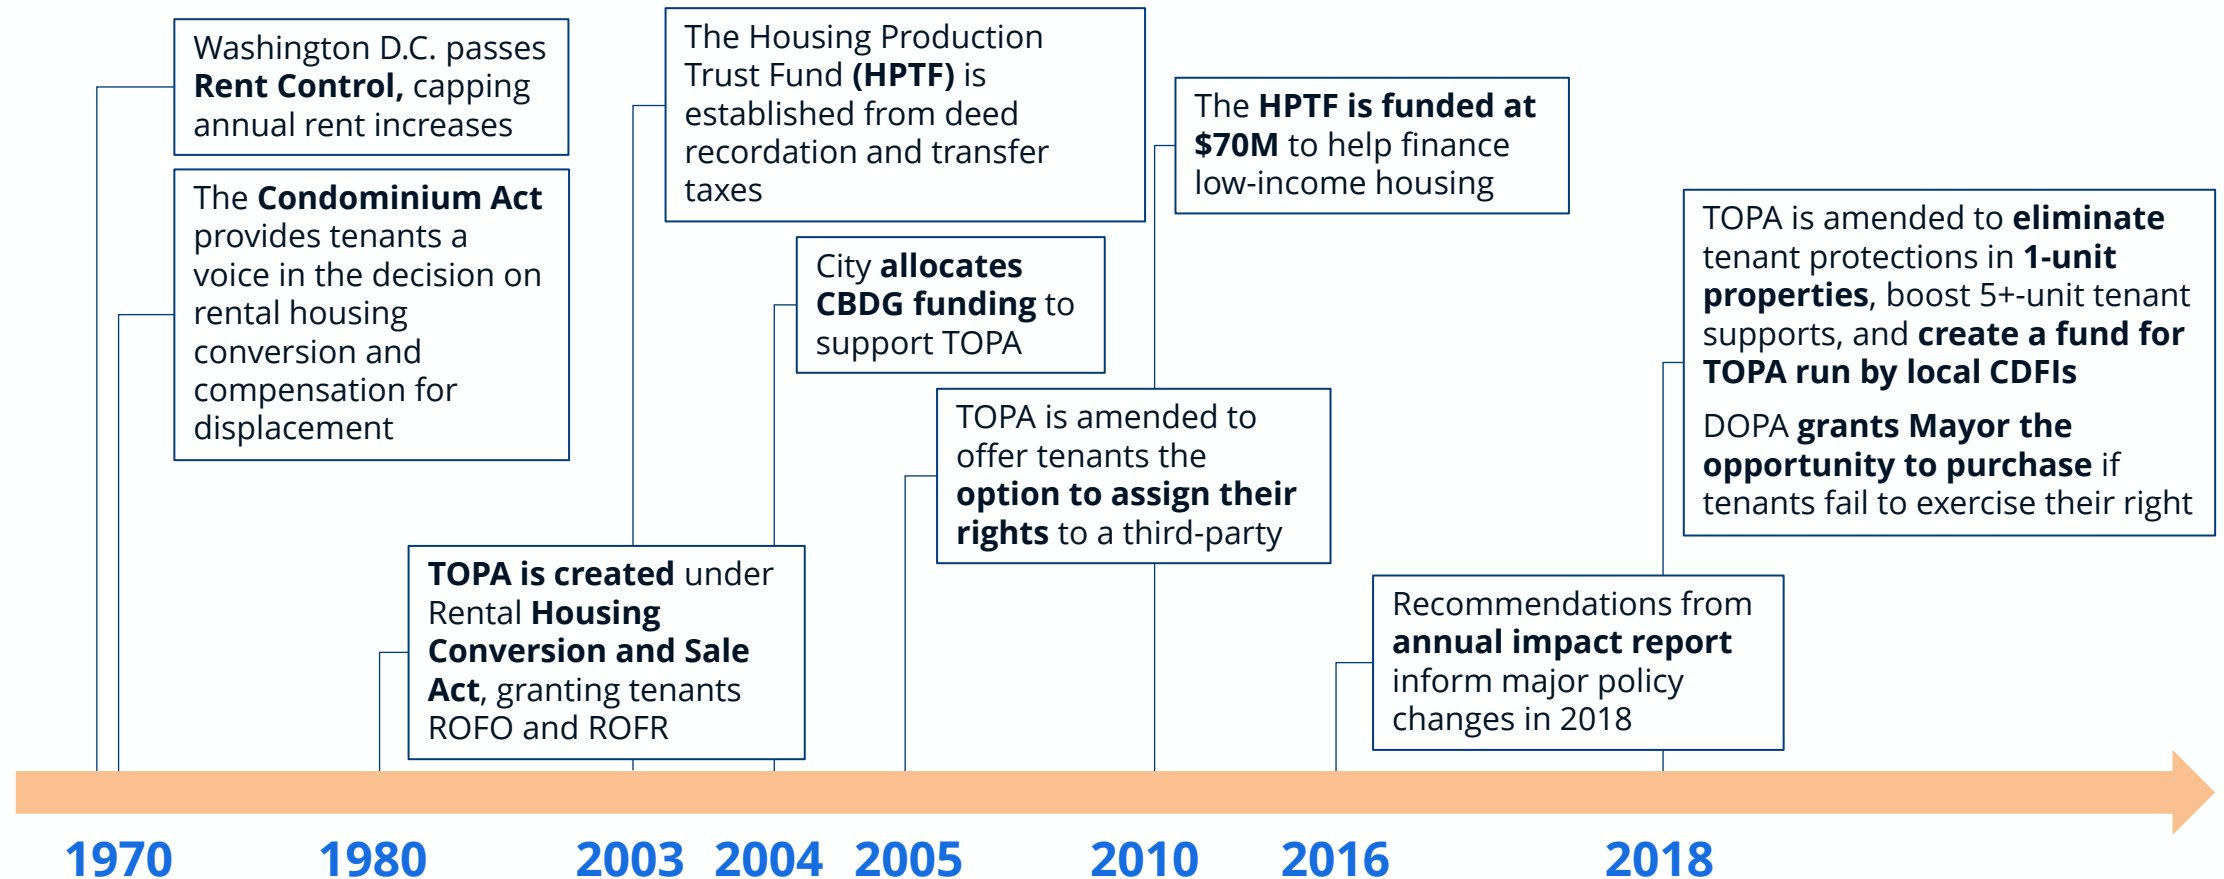 Washington D.C. passes
Rent Control, capping
annual rent increases
The Condominium Act
provides tenants a
voice in the decision on
rental housing
conversion and
compensation for
displacement
TOPA is created under
Rental Housing
Conversion and Sale
Act, granting tenants
ROFO and ROFR
The Housing Production
Trust Fund (HPTF) is
established from deed
recordation and transfer
taxes
City allocates
CBDG funding to
support TOPA
TOPA is amended to
offer tenants the
option to assign their
rights to a third-party
The HPTF is funded at
$70M to help finance
low-income housing
Recommendations from
annual impact report
inform major policy
changes in 2018
TOPA is amended to eliminate
tenant protections in 1-unit
properties, boost 5+-unit tenant
supports, and create a fund for
TOPA run by local CDFIs
DOPA grants Mayor the
opportunity to purchase if
tenants fail to exercise their right
1970 1980 2003 2004 2005 2010 2016 2018